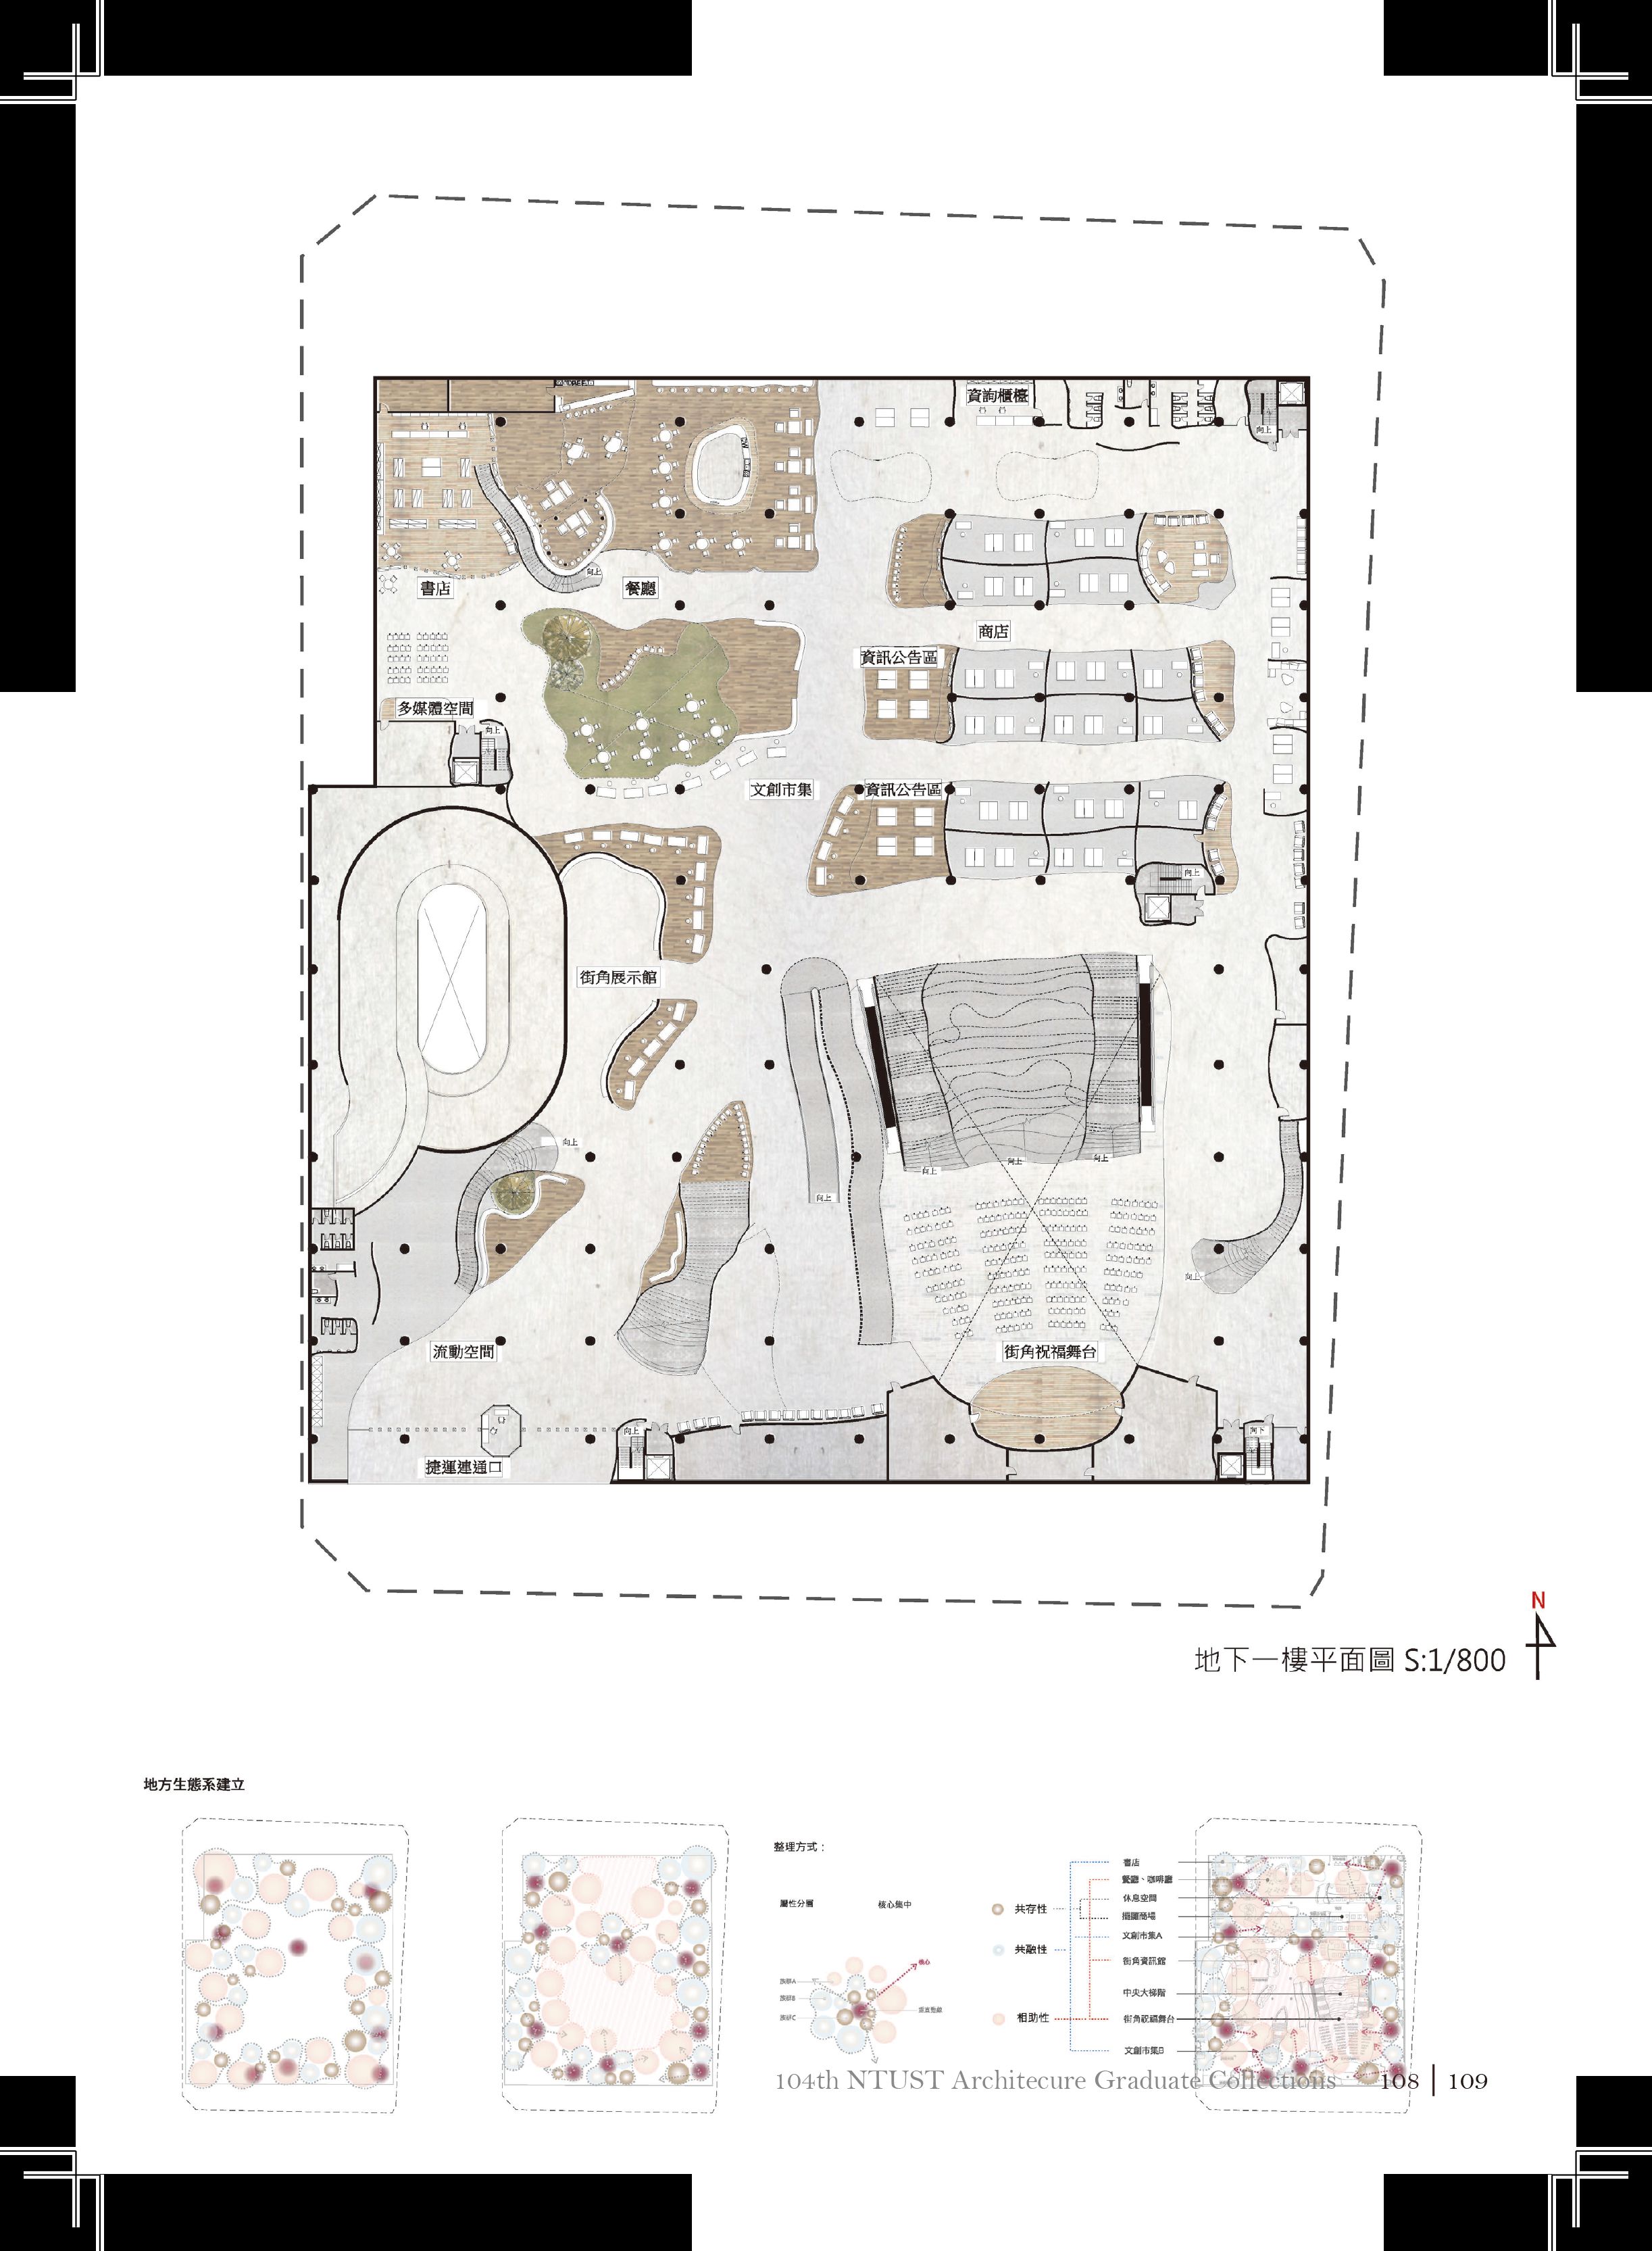 資詢櫃檯
向上
向上
書店
餐廳
商店
資訊公告區
多媒體空間
向上
文創市集
資訊公告區
向上
街角展示館
向上
向上
向上
向上
向上
向上
流動空間
街角祝福舞台
向上
向下
捷運連通口
N
地下一樓平面圖 S:1/800
地方生態系建立
整理方式：
屬性分層
核心集中
核心
族群A
族群B
族群C
垂直動線
共存性
共融性
相助性
書店
餐廳、咖啡廳
休息空間
文創市集A
街角資訊館
中央大梯階
街角祝福舞台
文創市集B
104th NTUST Architecure Graduate Collections
108 | 109